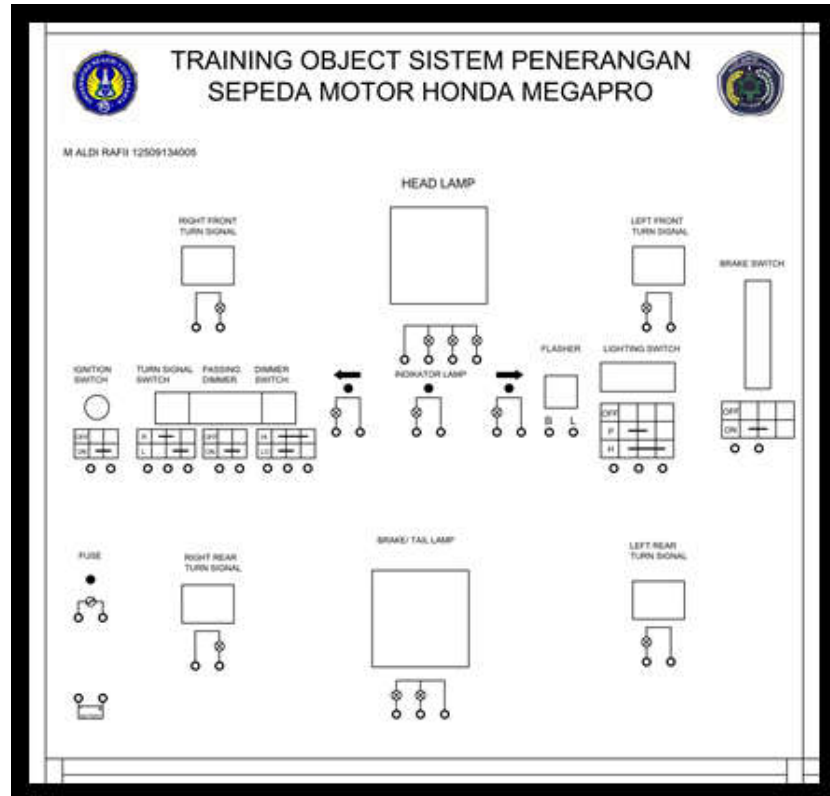 TRAINING OBJECT SISTEM PENERANGAN
SEPEDA MOTOR HONDA MEGAPRO
M ALDI RAFII 12509134005
HEAD LAMP
RIGHT FRONT
TURN SIGNAL
LEFT FRONT
TURN SIGNAL
BRAKE SWITCH
FLASHER
LIGHTING SWITCH
IGNITION
SWITCH
TURN SIGNAL
SWITCH
PASSING
DIMMER
DIMMER
SWITCH
INDIKATOR LAMP
B L
OFF
ON
R
L
OFF
ON
HI
LO
OFF
P
H
OFF
ON
FUSE
RIGHT REAR
TURN SIGNAL
BRAKE/ TAIL LAMP
LEFT REAR
TURN SIGNAL